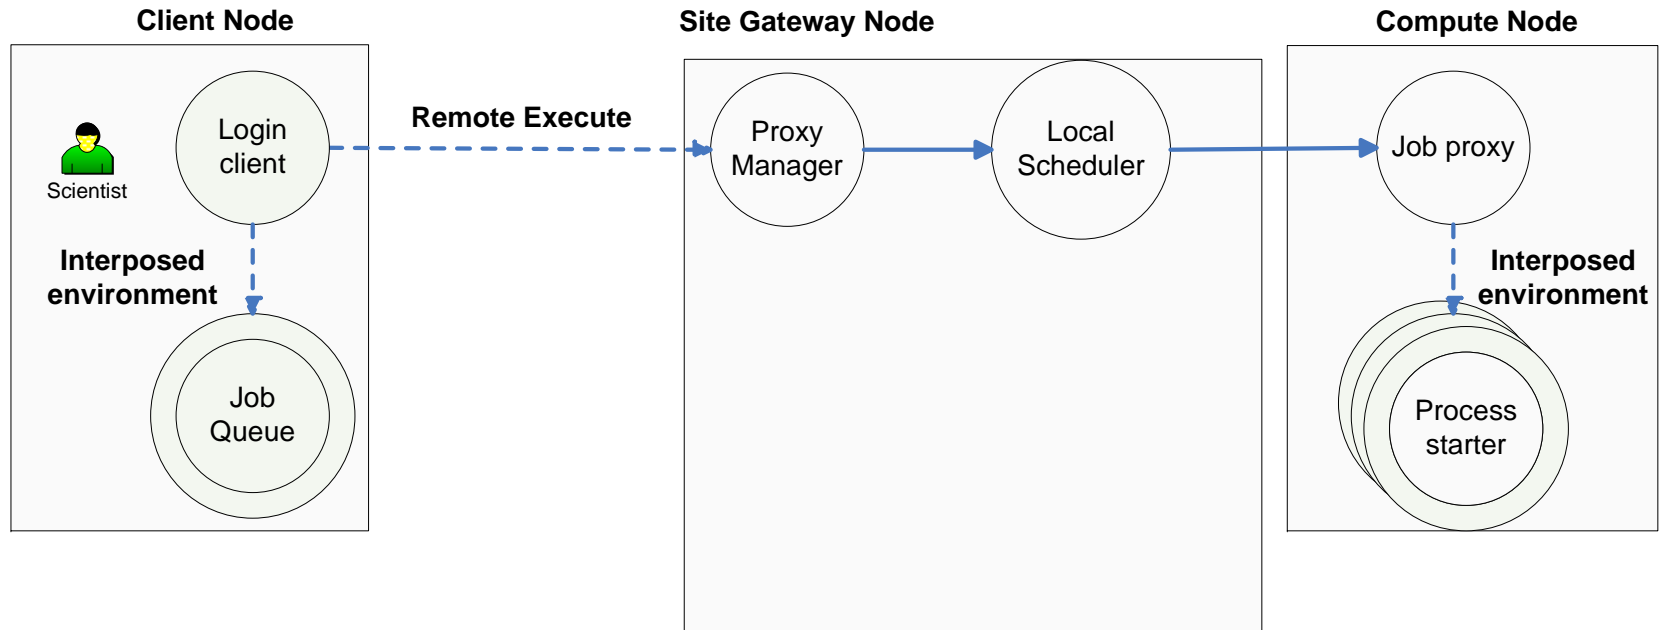 Client Node
Site Gateway Node
Compute Node
Login
client
Scientist
Remote Execute
Proxy
Manager
Local
Scheduler
Job proxy
Interposed
environment
Interposed
environment
Job
Queue
Process
starter